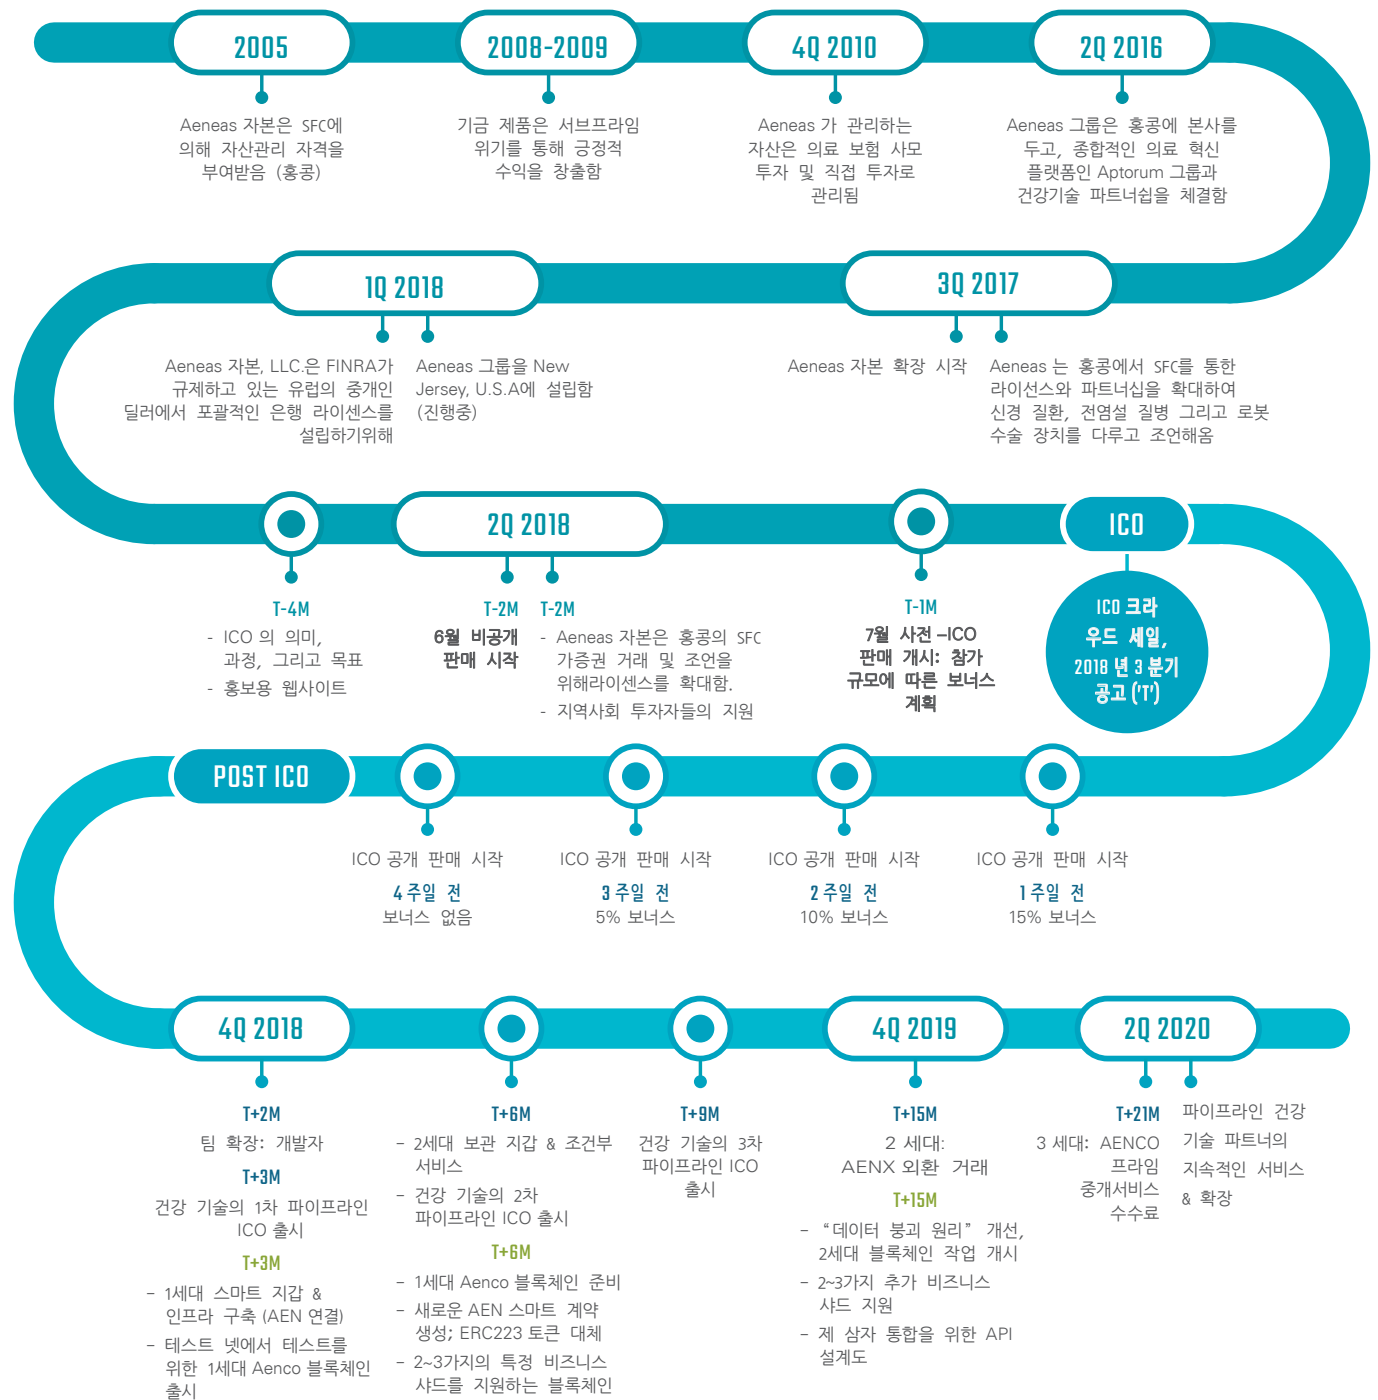 2005
Aeneas 자본은 SFC에
의해 자산관리 자격을
부여받음 (홍콩)
2008-2009
기금 제품은 서브프라임
위기를 통해 긍정적
수익을 창출함
4Q 2010
Aeneas 가 관리하는
자산은 의료 보험 사모
투자 및 직접 투자로
관리됨
2Q 2016
Aeneas 그룹은 홍콩에 본사를
두고, 종합적인 의료 혁신
플랫폼인 Aptorum 그룹과
건강기술 파트너쉽을 체결함
1Q 2018
Aeneas 자본, LLC.은 FINRA가
규제하고 있는 유럽의 중개인
딜러에서 포괄적인 은행 라이센스를
설립하기위해
Aeneas 그룹을 New
Jersey, U.S.A에 설립함
(진행중)
3Q 2017
Aeneas 자본 확장 시작
Aeneas 는 홍콩에서 SFC를 통한
라이선스와 파트너십을 확대하여
신경 질환, 전염설 질병 그리고 로봇
수술 장치를 다루고 조언해옴
T-4M
- ICO 의 의미,
과정, 그리고 목표
- 홍보용 웹사이트
2Q 2018
T-2M
6월 비공개
판매 시작
T-2M
- Aeneas 자본은 홍콩의 SFC
가증권 거래 및 조언을
위해라이센스를 확대함.
- 지역사회 투자자들의 지원
T-1M
7월 사전 –ICO
판매 개시: 참가
규모에 따른 보너스
계획
ICO
ICO 크라
우드 세일,
2018 년 3 분기
공고 ('T')
POST ICO
ICO 공개 판매 시작
4 주일 전
보너스 없음
ICO 공개 판매 시작
3 주일 전
5% 보너스
ICO 공개 판매 시작
2 주일 전
10% 보너스
ICO 공개 판매 시작
1 주일 전
15% 보너스
4Q 2018
T+2M
팀 확장: 개발자
T+3M
건강 기술의 1차 파이프라인
ICO 출시
T+3M
– 1세대 스마트 지갑 &
인프라 구축 (AEN 연결)
– 테스트 넷에서 테스트를
위한 1세대 Aenco 블록체인
출시
T+6M
– 2세대 보관 지갑 & 조건부
서비스
– 건강 기술의 2차
파이프라인 ICO 출시
T+6M
– 1세대 Aenco 블록체인 준비
– 새로운 AEN 스마트 계약
생성; ERC223 토큰 대체
– 2~3가지의 특정 비즈니스
샤드를 지원하는 블록체인
T+9M
건강 기술의 3차
파이프라인 ICO
출시
4Q 2019
T+15M
2 세대:
AENX 외환 거래
T+15M
– “데이터 붕괴 원리” 개선,
2세대 블록체인 작업 개시
– 2~3가지 추가 비즈니스
샤드 지원
– 제 삼자 통합을 위한 API
설계도
2Q 2020
T+21M
3 세대: AENCO
프라임
중개서비스
수수료
파이프라인 건강
기술 파트너의
지속적인 서비스
& 확장